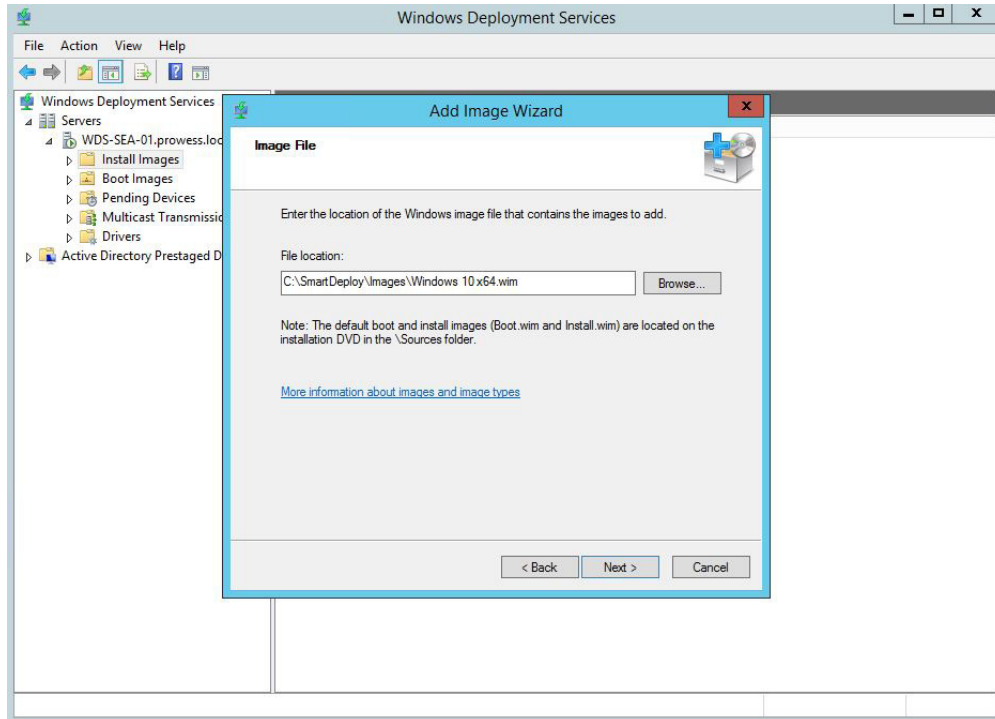 Windows Deployment Services
File Action View Help
Windows Deployment Services
Servers
WDS-SEA-01.prowess.loc
Install Images
Boot Images
Pending Devices
Multicast Transmissic
Drivers
Active Directory Prestaged D
Add Image Wizard
Image File
Enter the location of the Windows image file that contains the images to add.
File location:
C:\SmartDeploy\Images\Windows 10 x64.wim
Browse...
Note: The default boot and install images (Boot.wim and Install.wim) are located on the
installation DVD in the \Sources folder.
More information about images and image types
< Back Next > Cancel